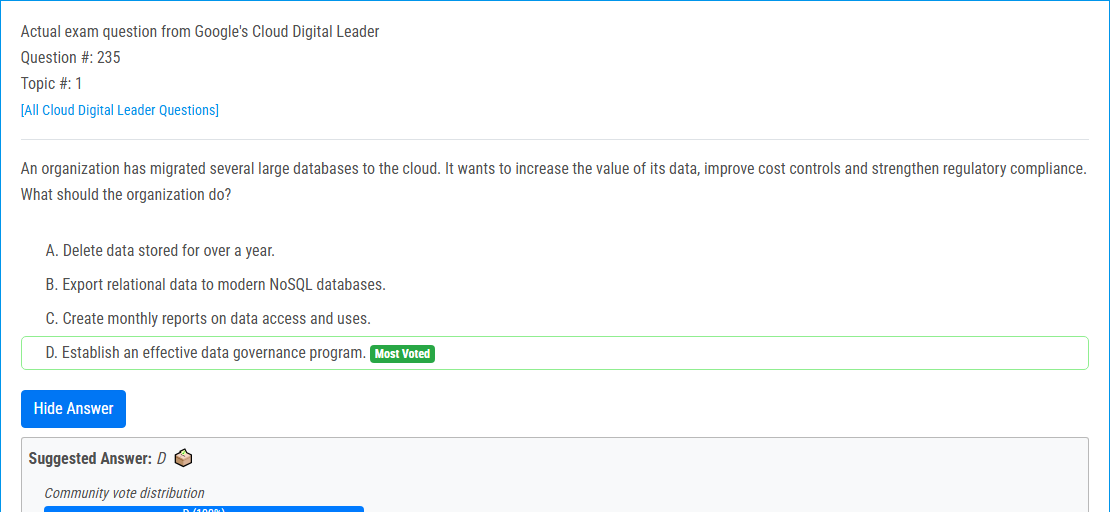 Actual exam question from Google's Cloud Digital Leader
Question #: 235
Topic #: 1
[All Cloud Digital Leader Questions]
An organization has migrated several large databases to the cloud. It wants to increase the value of its data, improve cost controls and strengthen regulatory compliance.
What should the organization do?
A. Delete data stored for over a year.
B. Export relational data to modern NoSQL databases.
C. Create monthly reports on data access and uses.
D. Establish an effective data governance program. Most Voted
Hide Answer
Suggested Answer: D
Community vote distribution
D (100%)